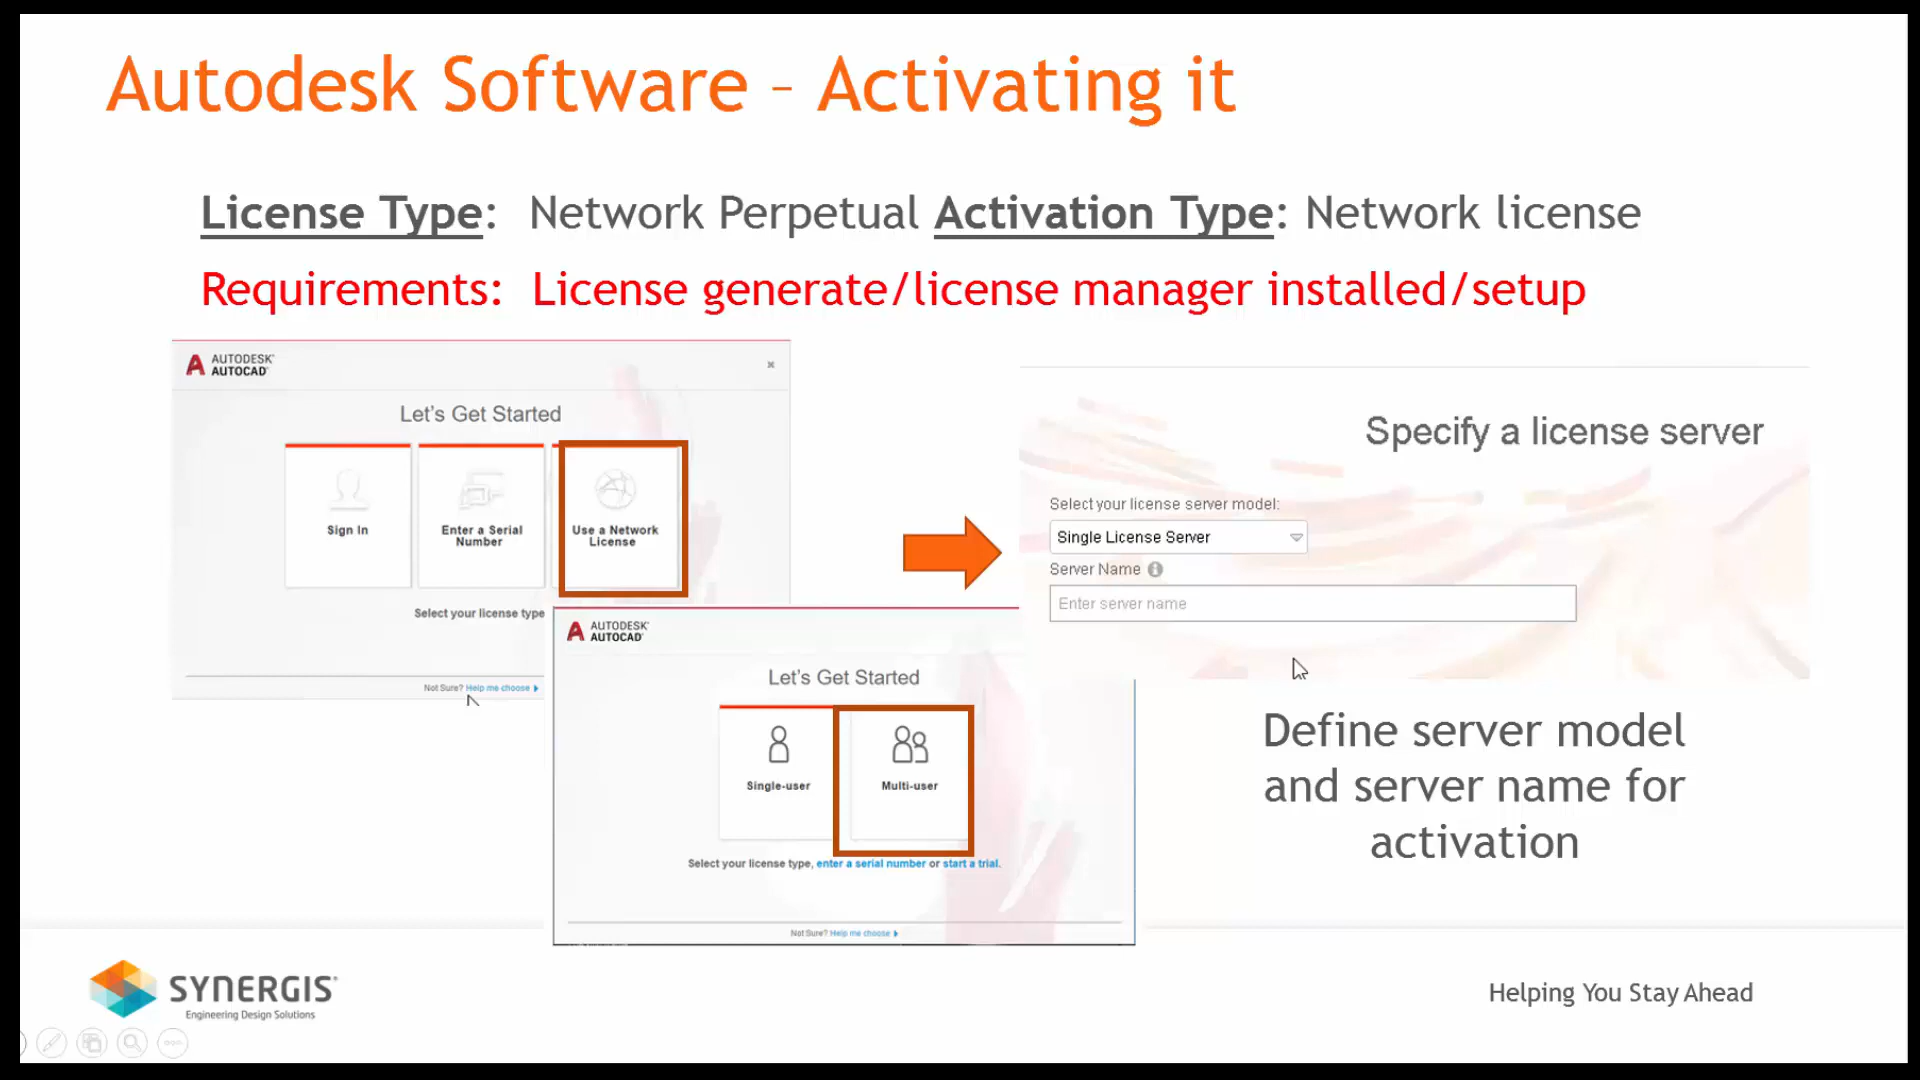 Autodesk Software – Activating it
License Type: Network Perpetual Activation Type: Network license
Requirements: License generate/license manager installed/setup
AUTODESK®
AUTOCAD®
Let's Get Started
Sign In
Enter a Serial
Number
Use a Network
License
Select your license type
Not Sure? Help me choose
AUTODESK®
AUTOCAD®
Let's Get Started
Single-user
Multi-user
Select your license type, enter a serial number or start a trial.
Not Sure? Help me choose
Specify a license server
Select your license server model:
Single License Server
Server Name
Enter server name
Define server model
and server name for
activation
SYNERGIS®
Engineering Design Solutions
Helping You Stay Ahead